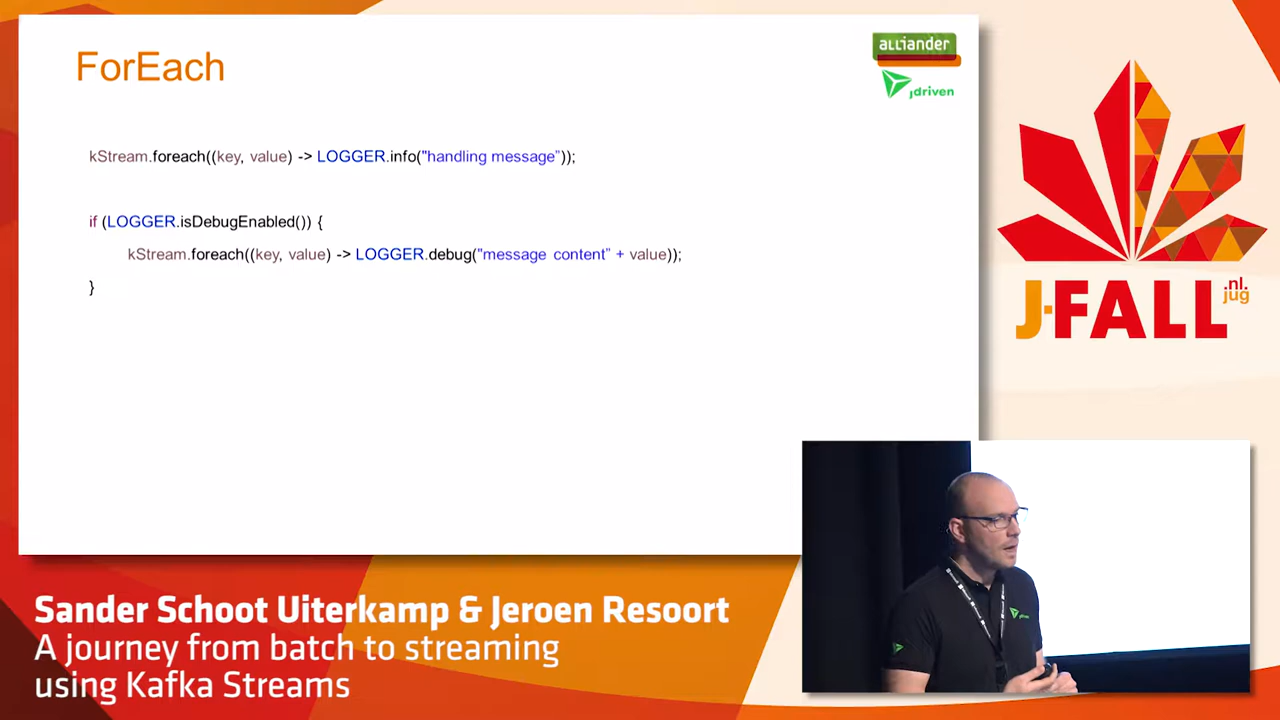 ForEach
alliander
jdriven
kStream.foreach((key, value) -> LOGGER.info("handling message”));
if (LOGGER.isDebugEnabled()) {
kStream.foreach((key, value) -> LOGGER.debug("message content” + value));
}
J-FALL
.nl.
jug
Sander Schoot Uiterkamp & Jeroen Resoort
A journey from batch to streaming
using Kafka Streams